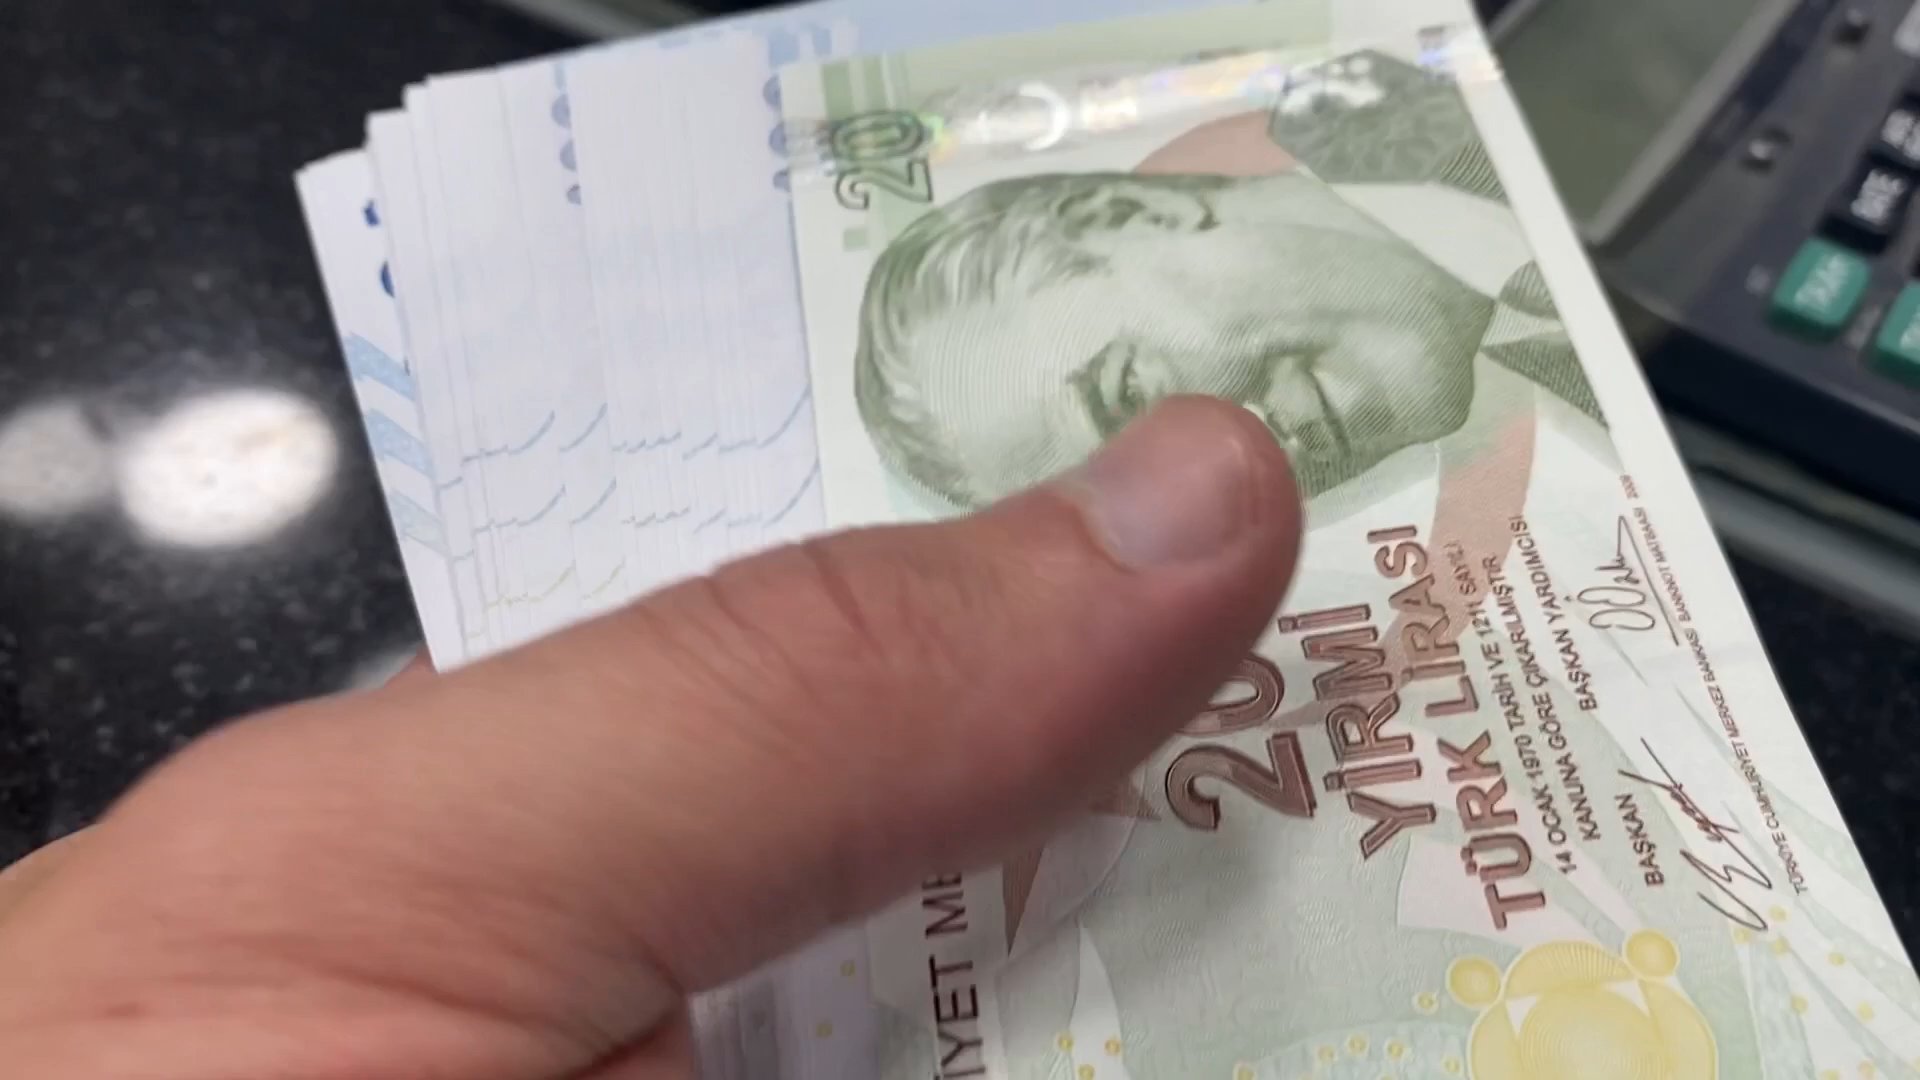 20
20
YİRMİ
TÜRK LİRASI
14 OCAK 1970 TARİH VE 1211 SAYILI
KANUNA GÖRE ÇIKARILMIŞTIR
BAŞKAN BAŞKAN YARDIMCISI
TÜRKİYE CUMHURİYET MERKEZ BANKASI BANKNOT MATBAASI 2009
İYET ME